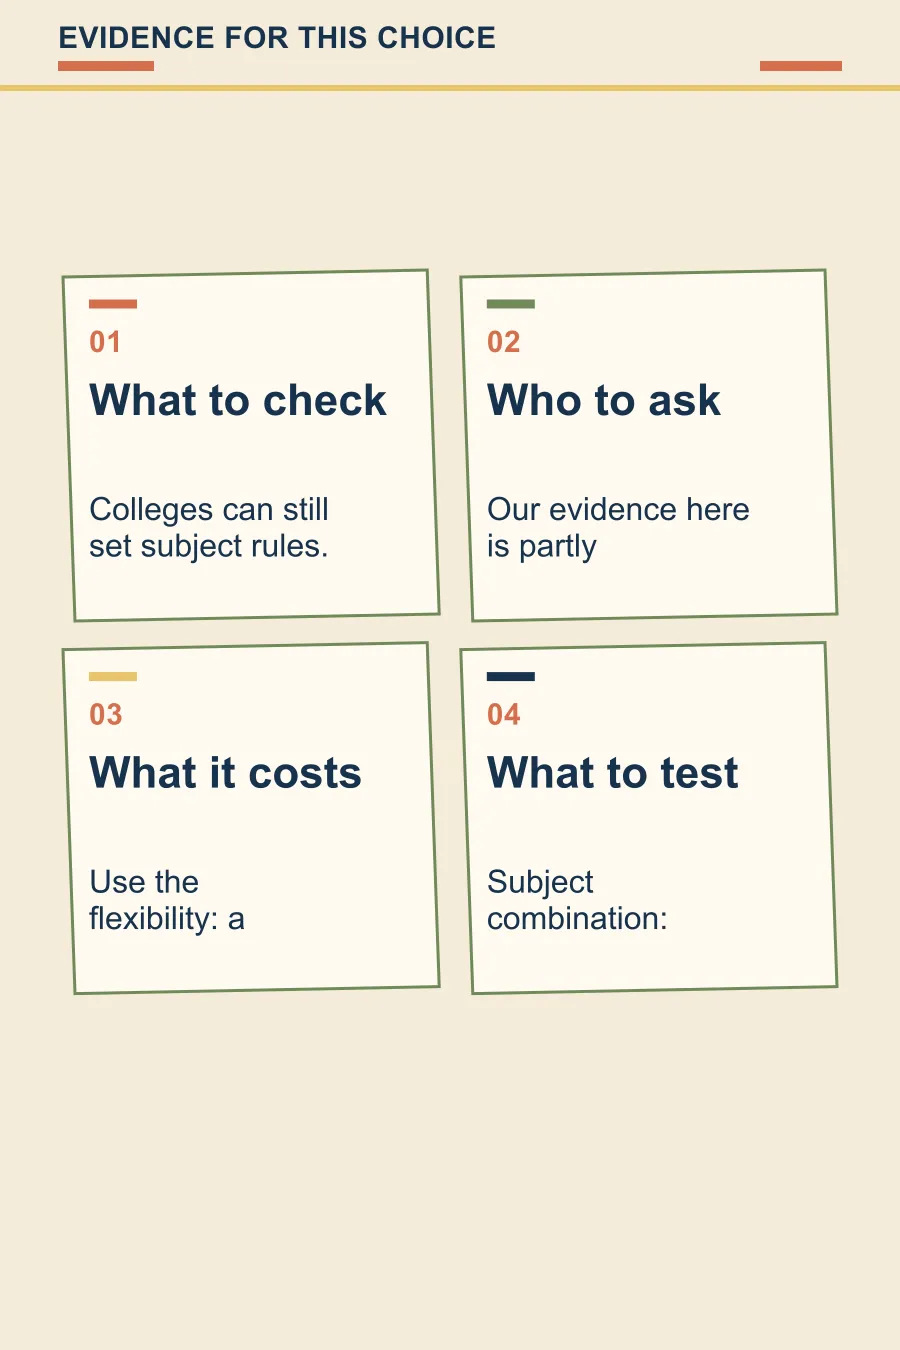 EVIDENCE FOR THIS CHOICE
01
What to check
Colleges can still
set subject rules.
02
Who to ask
Our evidence here
is partly
03
What it costs
Use the
flexibility: a
04
What to test
Subject
combination: